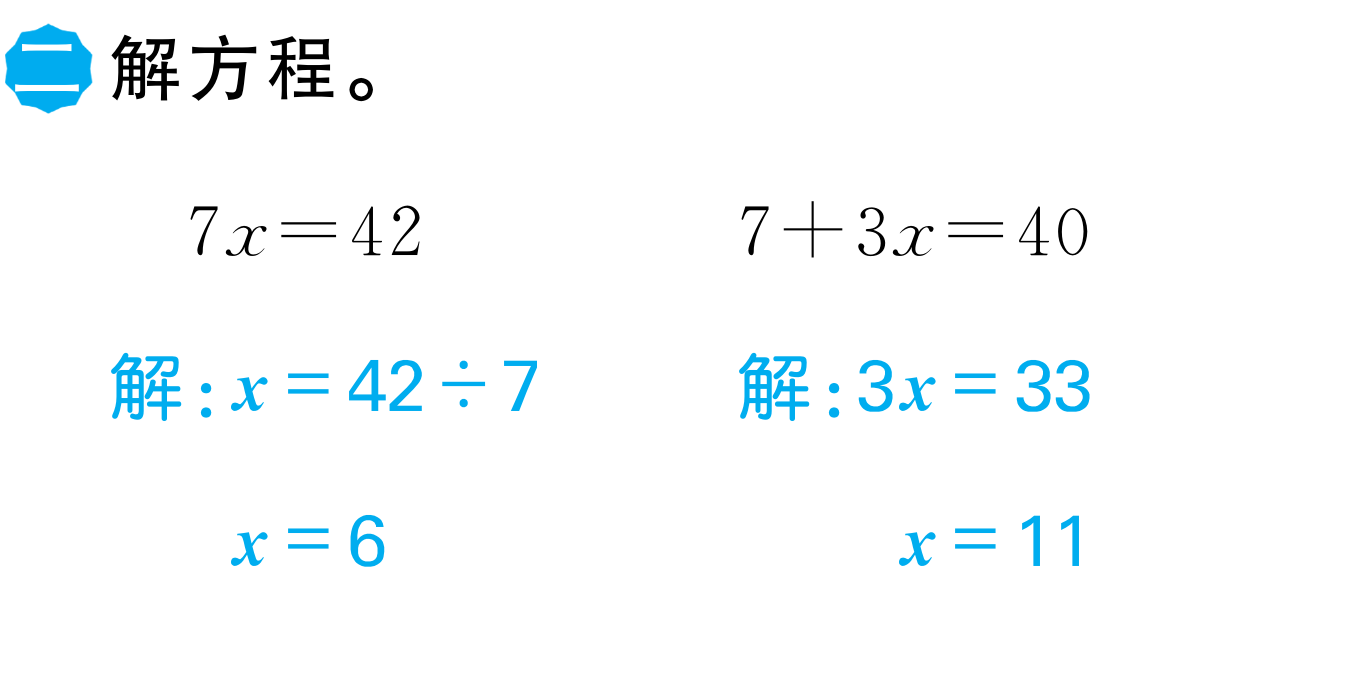 二 解方程。
7x=42 7+3x=40
解:x=42÷7 解:3x=33
x=6 x=11